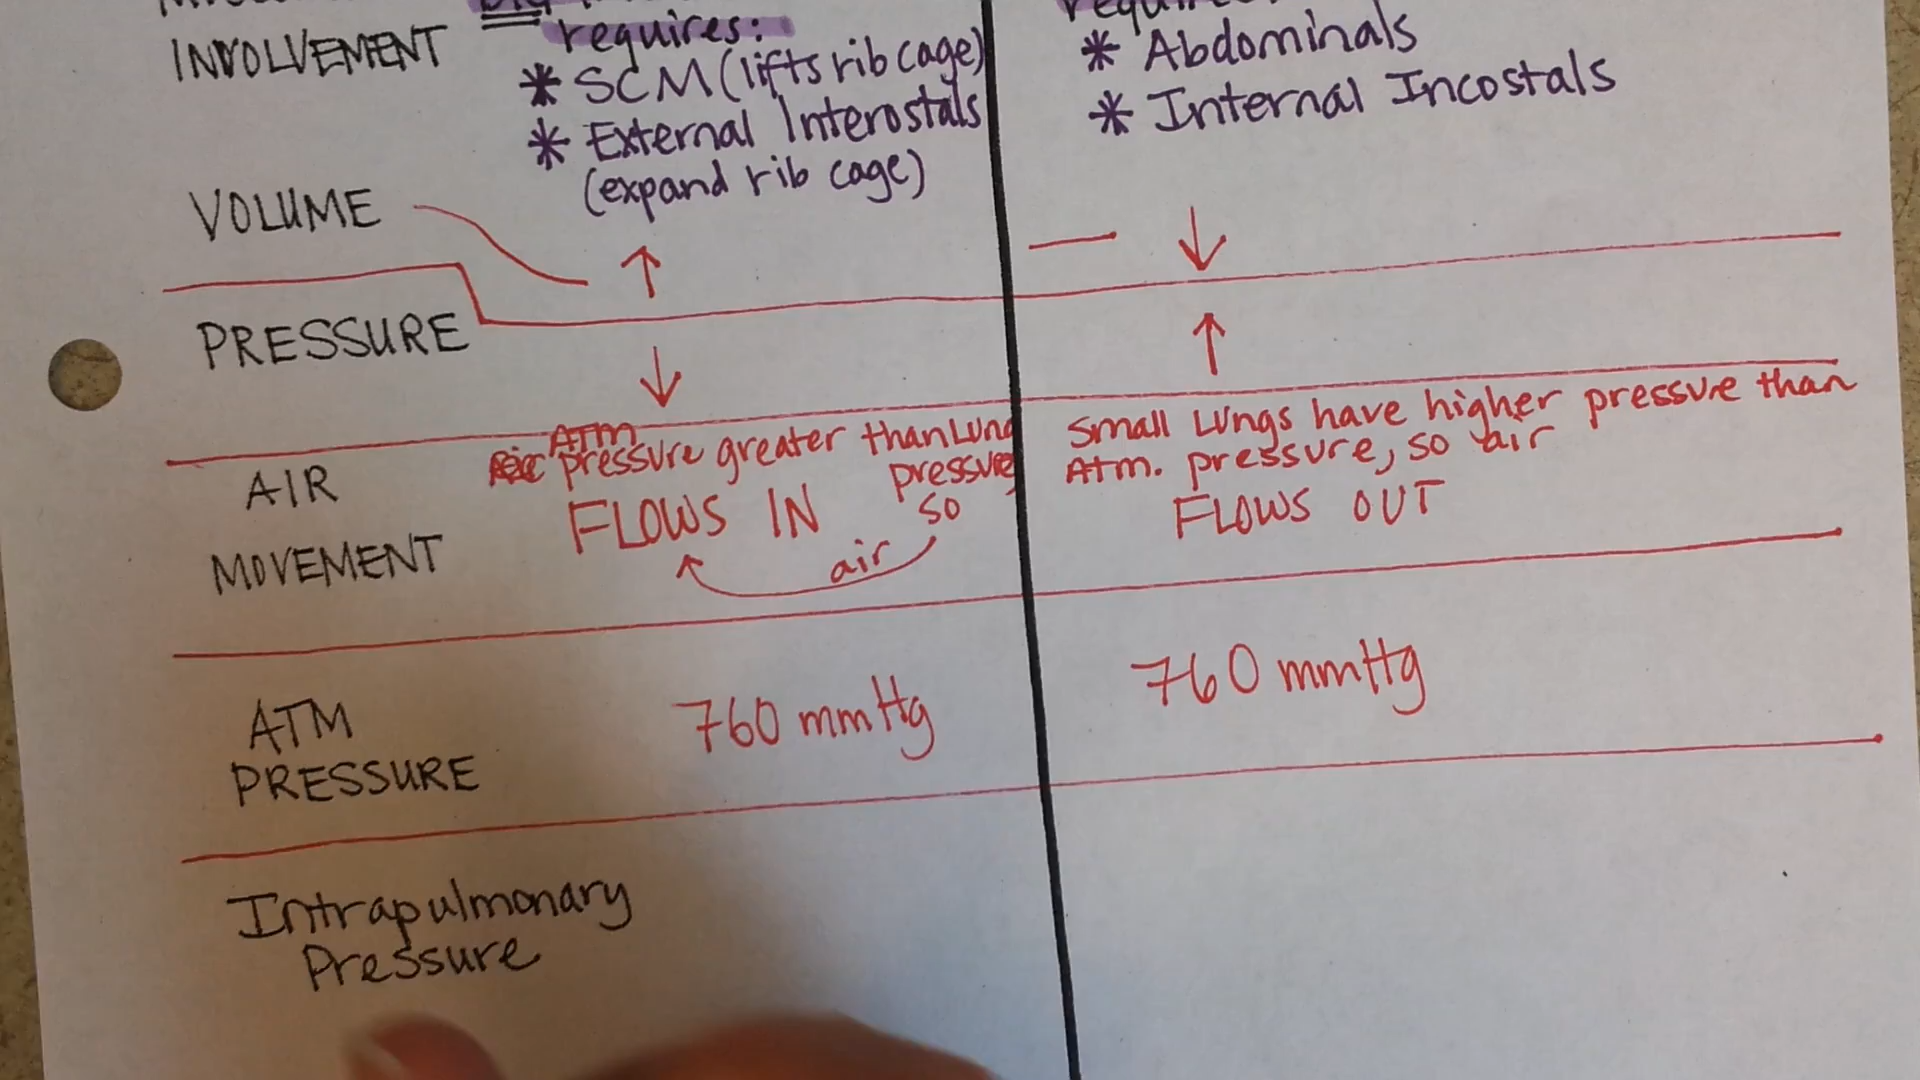 requires:
* SCM (lifts rib cage)
* External Interostals
(expand rib cage)
* Abdominals
* Internal Incostals
INVOLVEMENT
VOLUME
↑
↓
PRESSURE
↓
↑
AIR
MOVEMENT
ATM
pressure greater than Lung
pressure
so
FLOWS IN
air
Small Lungs have higher pressure than
Atm. pressure, so air
FLOWS OUT
ATM
PRESSURE
760 mmHg
760 mmHg
Intrapulmonary
Pressure